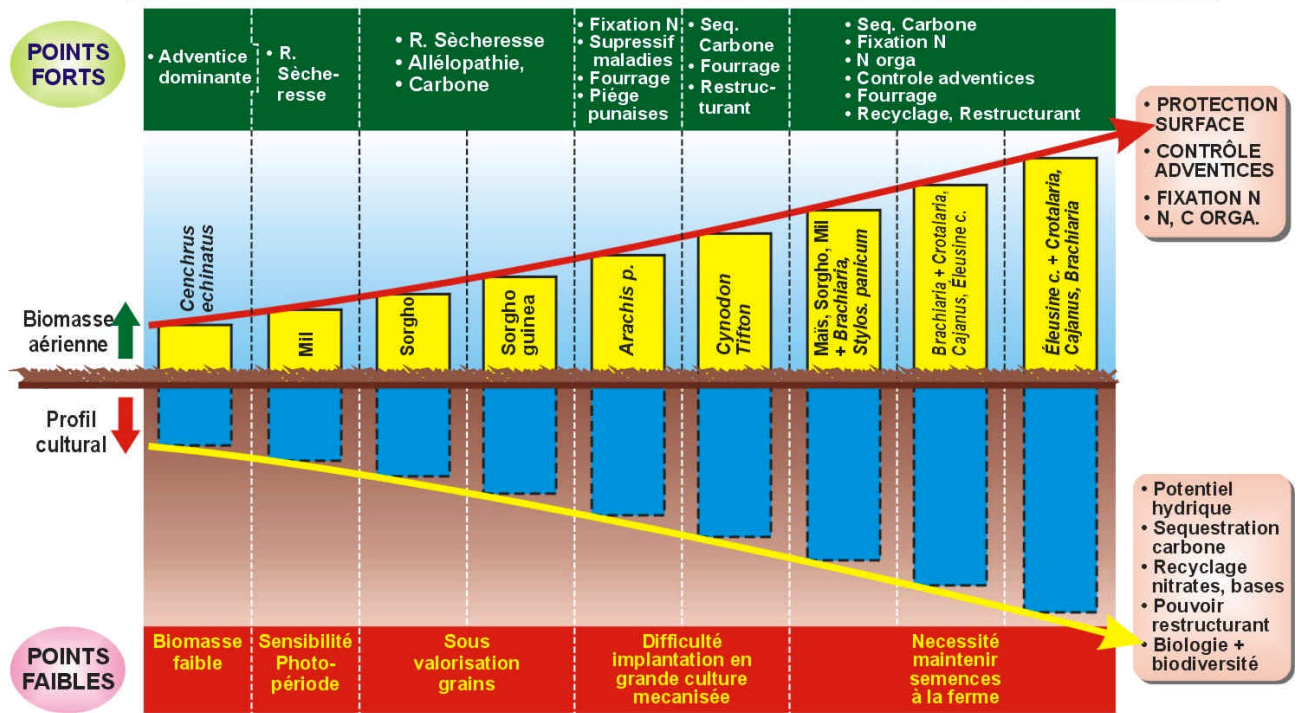 POINTS
FORTS
• Adventice
dominante
• R.
Sèche-
resse
• R. Sècheresse
• Allélopathie,
• Carbone
• Fixation N
• Supressif
maladies
• Fourrage
• Piége
punaises
• Seq.
Carbone
• Fourrage
• Restruc-
turant
• Seq. Carbone
• Fixation N
• N orga
• Controle adventices
• Fourrage
• Recyclage, Restructurant
• PROTECTION
SURFACE
• CONTRÔLE
ADVENTICES
• FIXATION N
• N, C ORGA.
Biomasse
aérienne
Cenchrus
echinatus
Mil
Sorgho
Sorgho
guinea
Arachis p.
Cynodon
Tifton
Maïs, Sorgho, Mil
+ Brachiaria,
Stylos. panicum
Brachiaria + Crotalaria,
Cajanus, Éleusine c.
Éleusine c. + Crotalaria,
Cajanus, Brachiaria
Profil
cultural
• Potentiel
hydrique
• Sequestration
carbone
• Recyclage
nitrates, bases
• Pouvoir
restructurant
• Biologie +
biodiversité
POINTS
FAIBLES
Biomasse
faible
Sensibilité
Photo-
période
Sous
valorisation
grains
Difficulté
implantation en
grande culture
mecanisée
Necessité
maintenir
semences
à la ferme